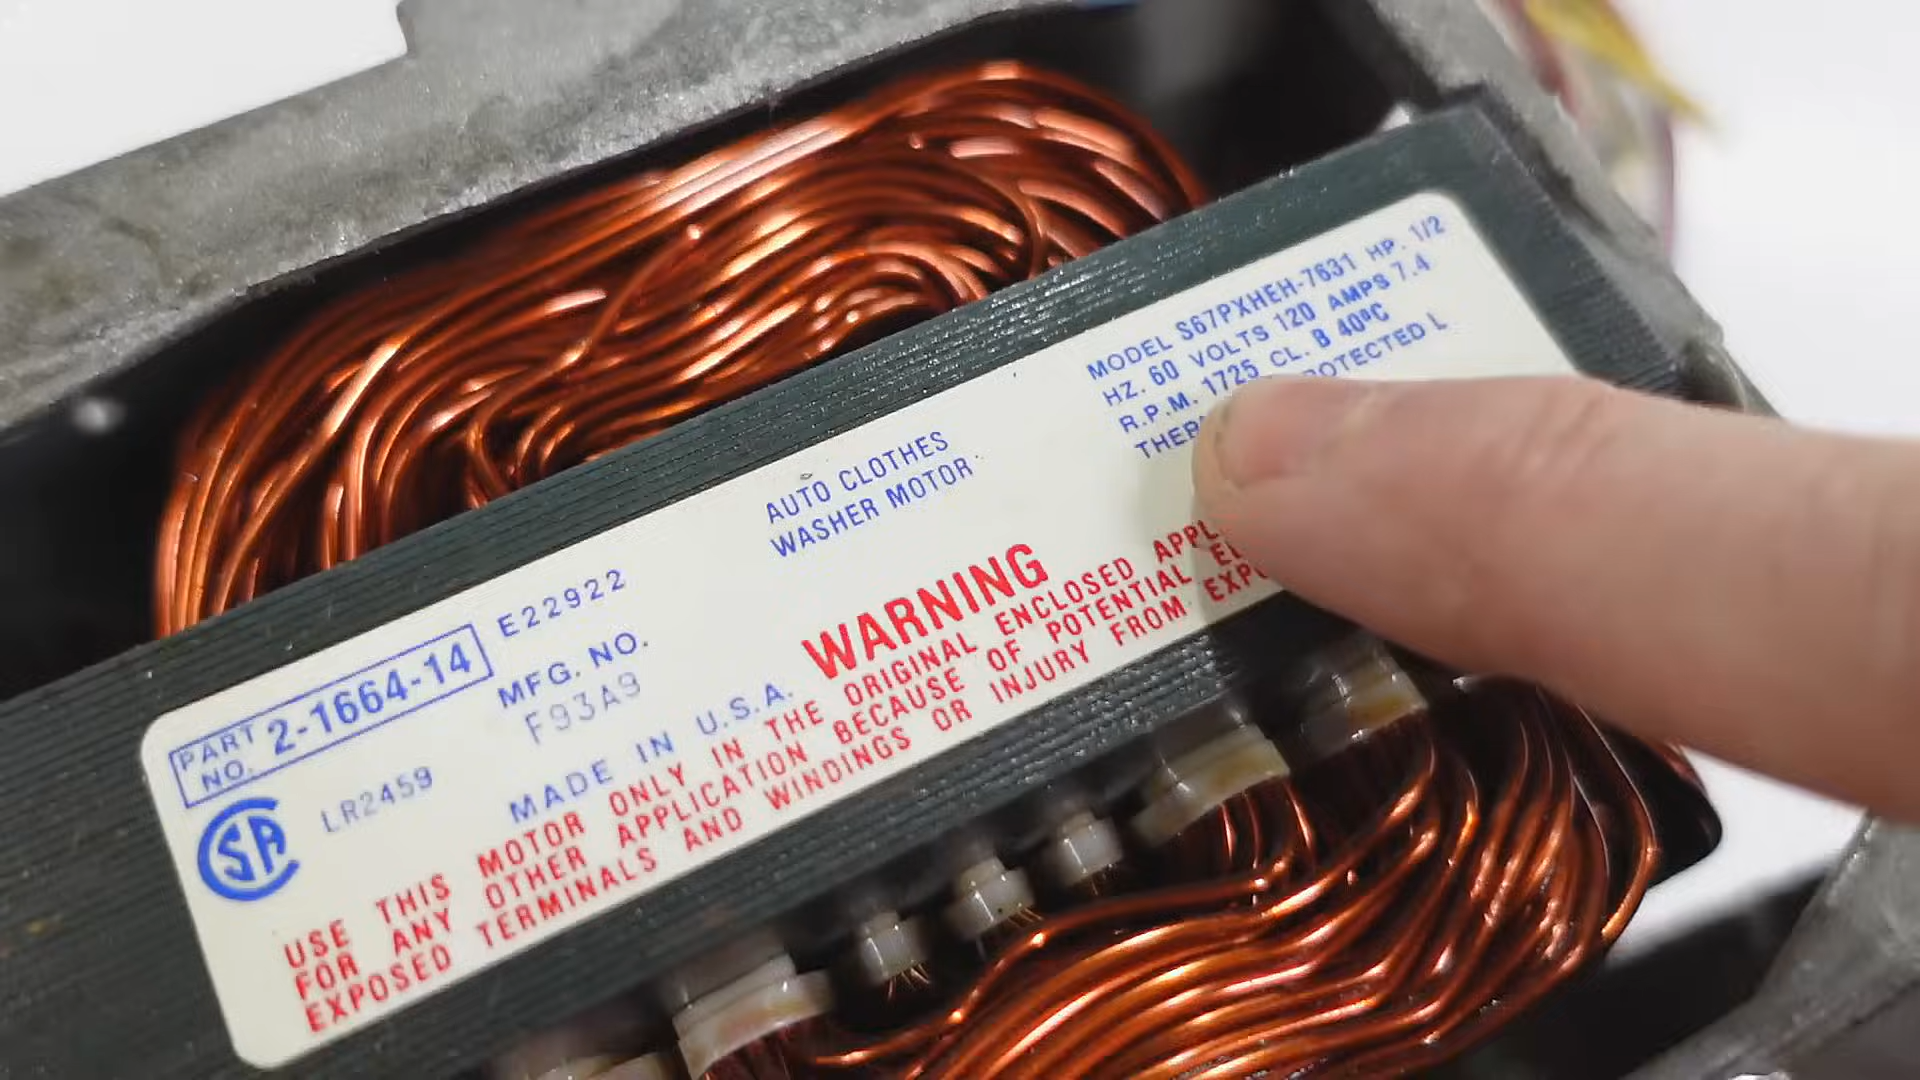 MODEL S67PXHEH-7631 HP. 1/2
HZ. 60 VOLTS 120 AMPS 7.4
R.P.M. 1725 CL. B 40ºC
L
AUTO CLOTHES
WASHER MOTOR
PART NO. 2-1664-14
E22922
MFG. NO.
F93A9
LR2459
MADE IN U.S.A.
WARNING
USE THIS MOTOR ONLY IN THE ORIGINAL ENCLOSED
FOR ANY OTHER APPLICATION BECAUSE OF POTENTIAL
EXPOSED TERMINALS AND WINDINGS OR INJURY FROM